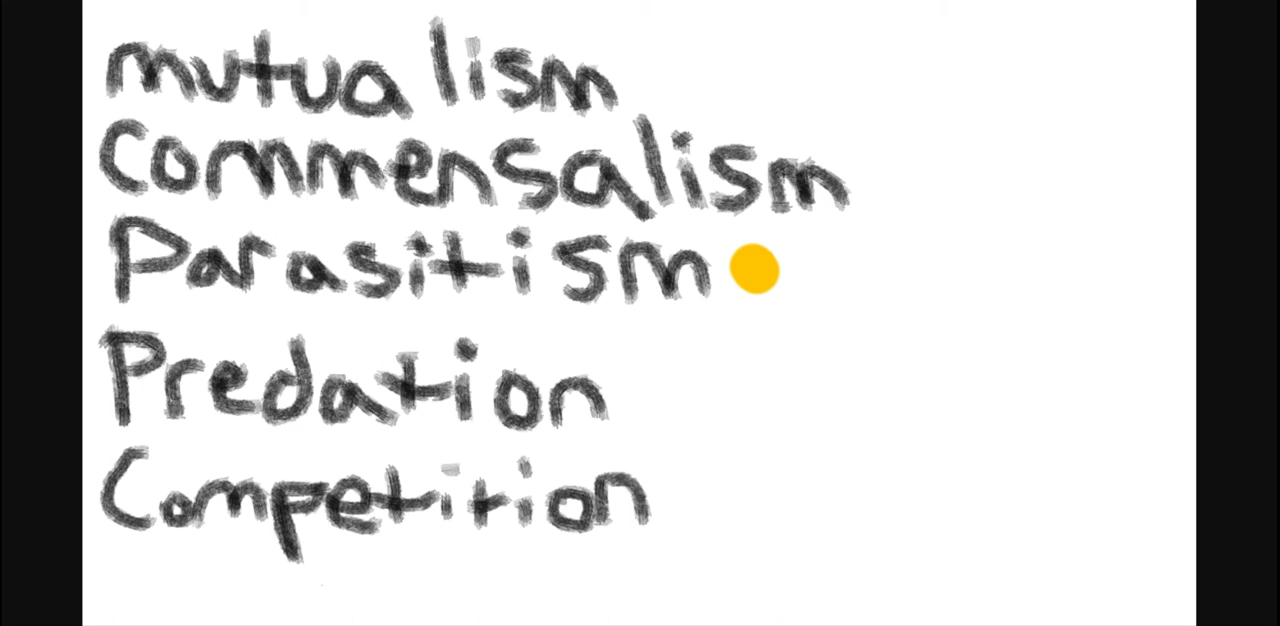 mutualism
Commensalism
Parasitism
Predation
Competition